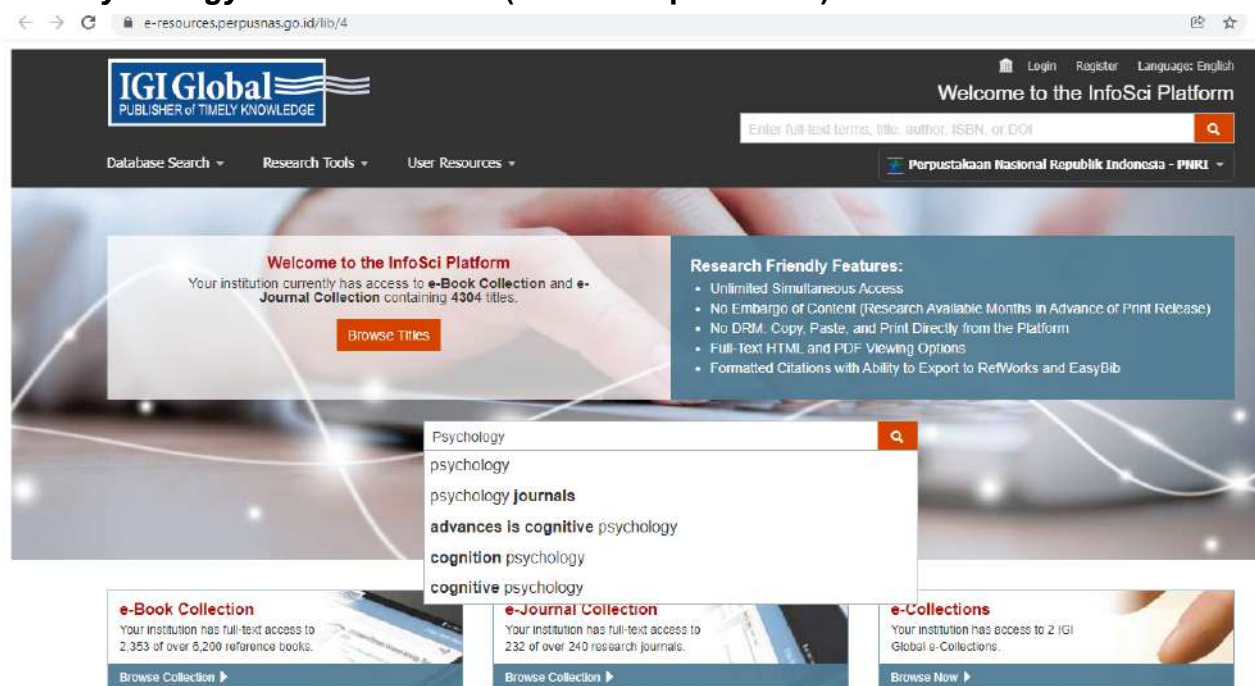 e-resources.perpusnas.go.id/lib/4
IGI Global
PUBLISHER of TIMELY KNOWLEDGE
Login Register Language: English
Welcome to the InfoSci Platform
Enter full-text terms, title, author, ISBN, or DOI
Database Search Research Tools User Resources
Perpustakaan Nasional Republik Indonesia - PNRI
Welcome to the InfoSci Platform
Your institution currently has access to e-Book Collection and e-
Journal Collection containing 4304 titles.
Browse Titles
Research Friendly Features:
• Unlimited Simultaneous Access
• No Embargo of Content (Research Available Months in Advance of Print Release)
• No DRM: Copy, Paste, and Print Directly from the Platform
• Full-Text HTML and PDF Viewing Options
• Formatted Citations with Ability to Export to RefWorks and EasyBib
Psychology
psychology
psychology journals
advances is cognitive psychology
cognition psychology
cognitive psychology
e-Book Collection
Your institution has full-text access to
2,353 of over 6,200 reference books.
Browse Collection
e-Journal Collection
Your institution has full-text access to
232 of over 240 research journals.
Browse Collection
e-Collections
Your institution has access to 2 IGI
Global e-Collections.
Browse Now